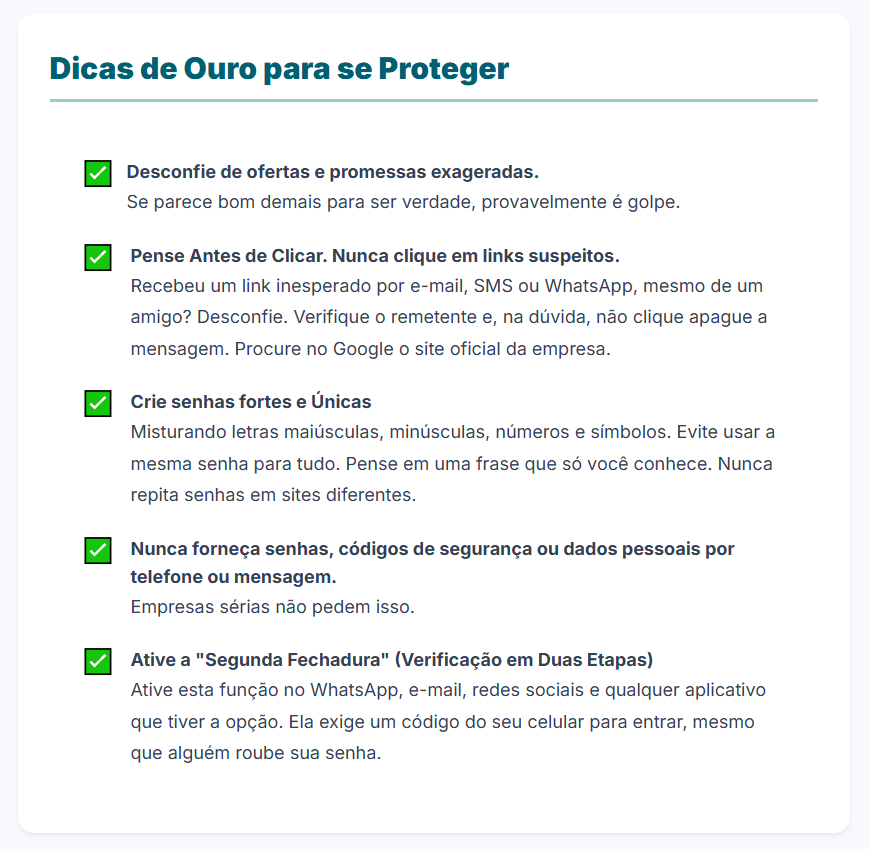 Dicas de Ouro para se Proteger
Desconfie de ofertas e promessas exageradas.
Se parece bom demais para ser verdade, provavelmente é golpe.
Pense Antes de Clicar. Nunca clique em links suspeitos.
Recebeu um link inesperado por e-mail, SMS ou WhatsApp, mesmo de um
amigo? Desconfie. Verifique o remetente e, na dúvida, não clique apague a
mensagem. Procure no Google o site oficial da empresa.
Crie senhas fortes e Únicas
Misturando letras maiúsculas, minúsculas, números e símbolos. Evite usar a
mesma senha para tudo. Pense em uma frase que só você conhece. Nunca
repita senhas em sites diferentes.
Nunca forneça senhas, códigos de segurança ou dados pessoais por
telefone ou mensagem.
Empresas sérias não pedem isso.
Ative a "Segunda Fechadura" (Verificação em Duas Etapas)
Ative esta função no WhatsApp, e-mail, redes sociais e qualquer aplicativo
que tiver a opção. Ela exige um código do seu celular para entrar, mesmo
que alguém roube sua senha.